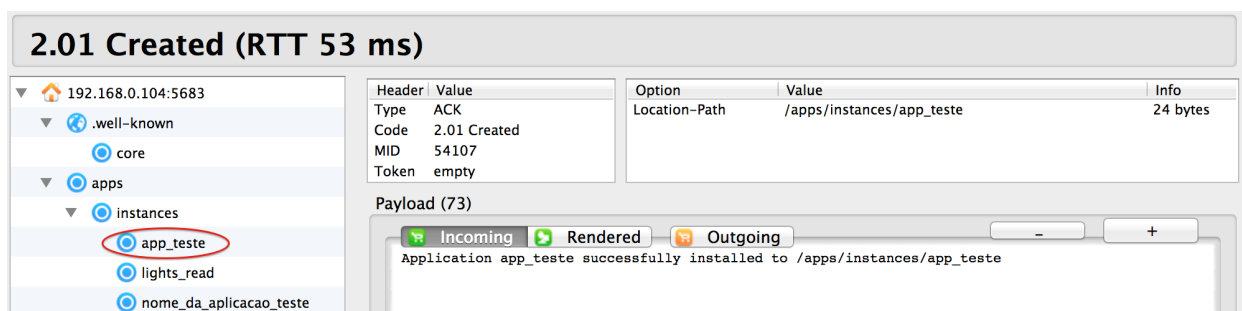 2.01 Created (RTT 53 ms)
192.168.0.104:5683
.well-known
core
apps
instances
app_teste
lights_read
nome_da_aplicacao_teste
Header Value
Type ACK
Code 2.01 Created
MID 54107
Token empty
Option Value Info
Location-Path /apps/instances/app_teste 24 bytes
Payload (73)
Incoming Rendered Outgoing - +
Application app_teste successfully installed to /apps/instances/app_teste